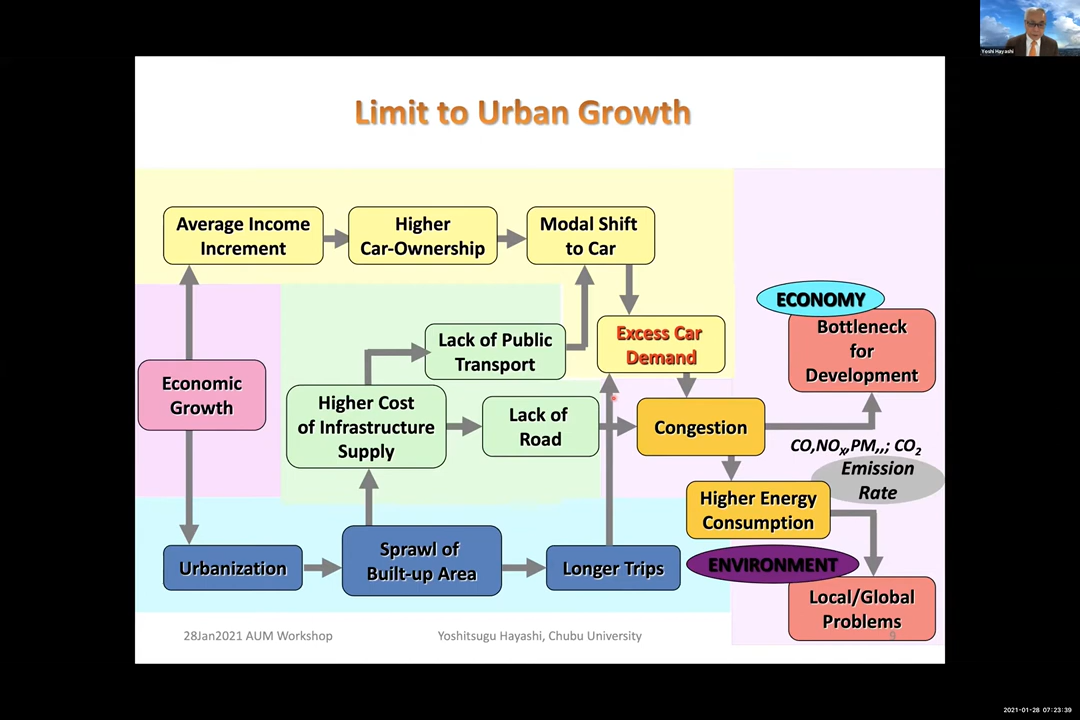 Yoshi Hayashi
Limit to Urban Growth
Average Income
Increment
Higher
Car-Ownership
Modal Shift
to Car
ECONOMY
Bottleneck
for
Development
Excess Car
Demand
Lack of Public
Transport
Economic
Growth
Higher Cost
of Infrastructure
Supply
Lack of
Road
Congestion
CO,NOX,PM,,; CO2
Emission
Rate
Higher Energy
Consumption
Urbanization
Sprawl of
Built-up Area
Longer Trips
ENVIRONMENT
Local/Global
Problems
28Jan2021 AUM Workshop
Yoshitsugu Hayashi, Chubu University
9
2021-01-28 07:23:39